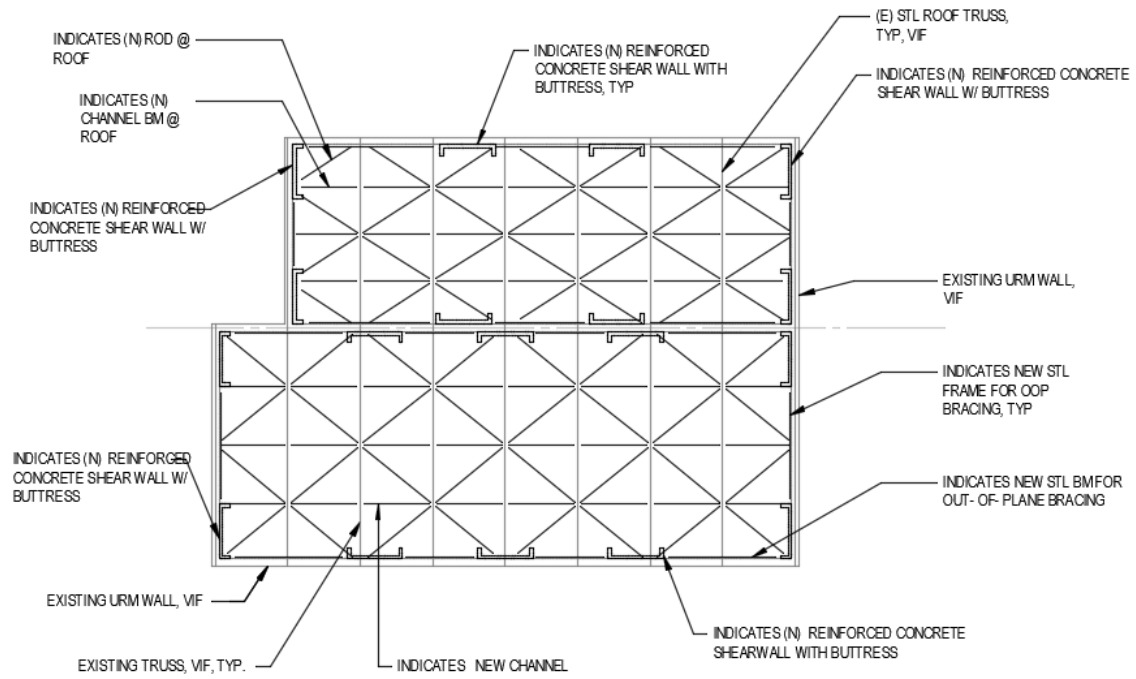 INDICATES (N) ROD @
ROOF
INDICATES (N)
CHANNEL BM @
ROOF
INDICATES (N) REINFORCED
CONCRETE SHEAR WALL W/
BUTTRESS
INDICATES (N) REINFORCED
CONCRETE SHEAR WALL WITH
BUTTRESS, TYP
(E) STL ROOF TRUSS,
TYP, VIF
INDICATES (N) REINFORCED CONCRETE
SHEAR WALL W/ BUTTRESS
EXISTING URM WALL,
VIF
INDICATES NEW STL
FRAME FOR OOP
BRACING, TYP
INDICATES NEW STL BM FOR
OUT- OF- PLANE BRACING
INDICATES (N) REINFORCED
CONCRETE SHEAR WALL W/
BUTTRESS
EXISTING URM WALL, VIF
EXISTING TRUSS, VIF, TYP.
INDICATES NEW CHANNEL
INDICATES (N) REINFORCED CONCRETE
SHEARWALL WITH BUTTRESS